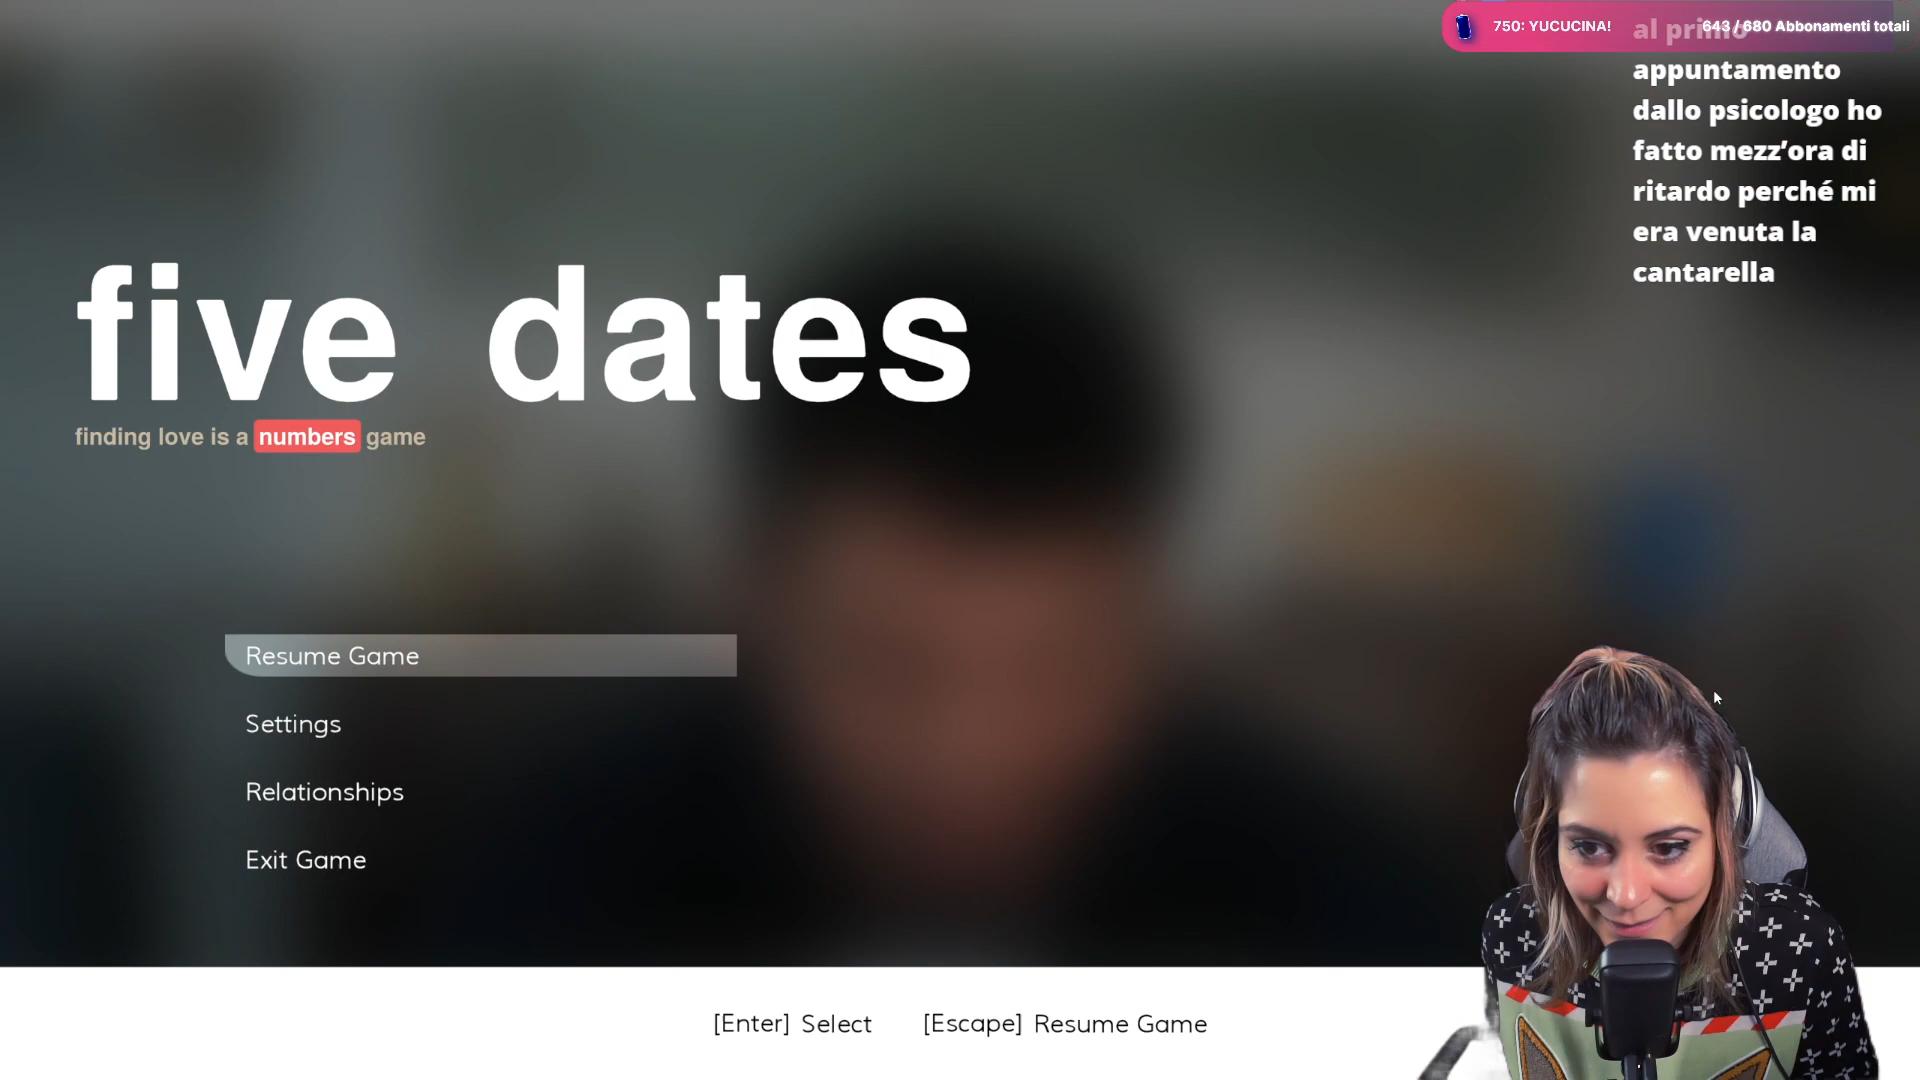 750: YUCUCINA!
643 / 680 Abbonamenti totali
al primo
appuntamento
dallo psicologo ho
fatto mezz’ora di
ritardo perché mi
era venuta la
cantarella
five dates
finding love is a numbers game
Resume Game
Settings
Relationships
Exit Game
[Enter] Select
[Escape] Resume Game